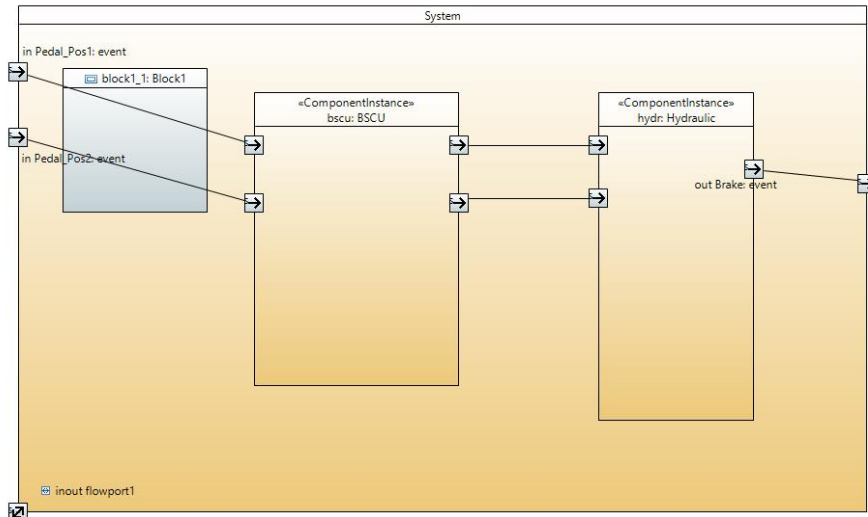 System
in Pedal_Pos1: event
block1_1: Block1
«ComponentInstance»
bscu: BSCU
«ComponentInstance»
hydr: Hydraulic
in Pedal_Pos2: event
out Brake: event
inout flowport1